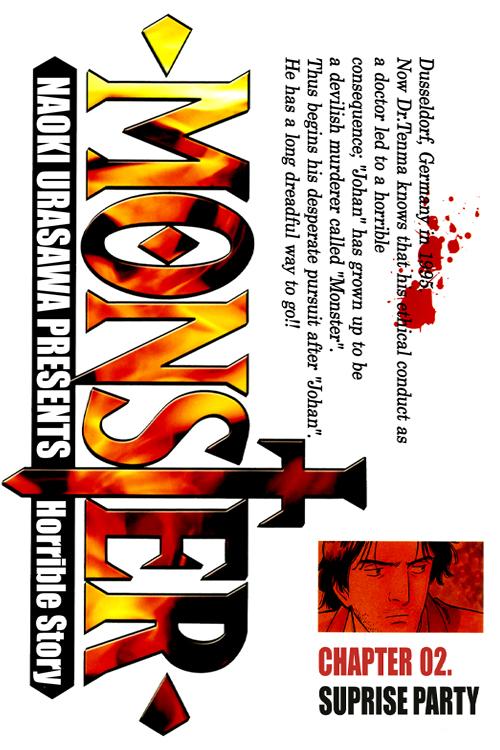 Dusseldorf, Germany in 1995.
Now Dr.Tenma knows that his ethical conduct as
a doctor led to a horrible
consequence; "Johan" has grown up to be
a devilish murderer called "Monster".
Thus begins his desperate pursuit after "Johan".
He has a long dreadful way to go!!
MONSTER
NAOKI URASAWA PRESENTS Horrible Story
CHAPTER 02.
SUPRISE PARTY